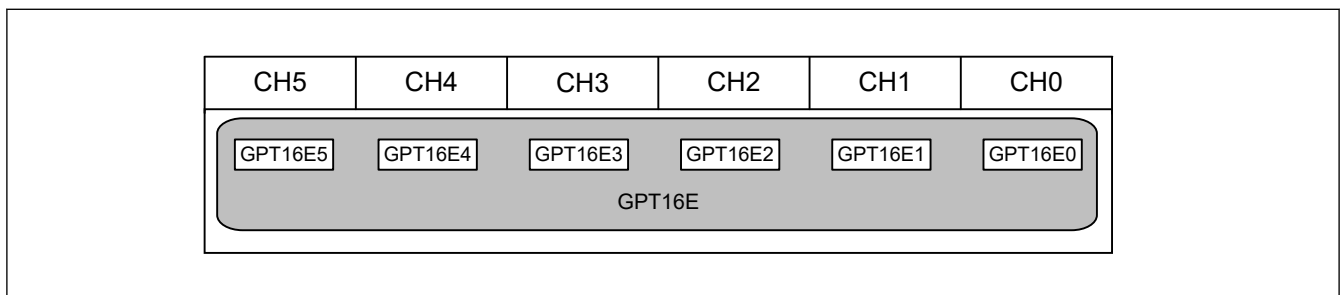 CH5 CH4 CH3 CH2 CH1 CH0
GPT16E5 GPT16E4 GPT16E3 GPT16E2 GPT16E1 GPT16E0
GPT16E